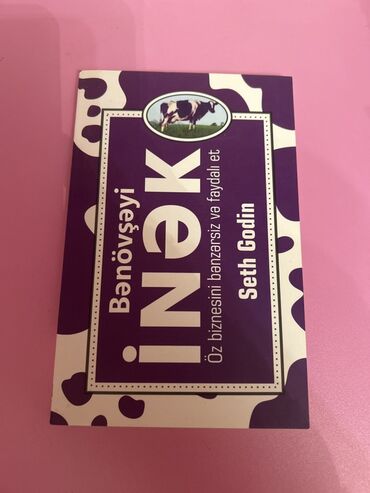 Bənövşəyi
İNƏK
Öz biznesini bənzərsiz və faydalı et
Seth Godin